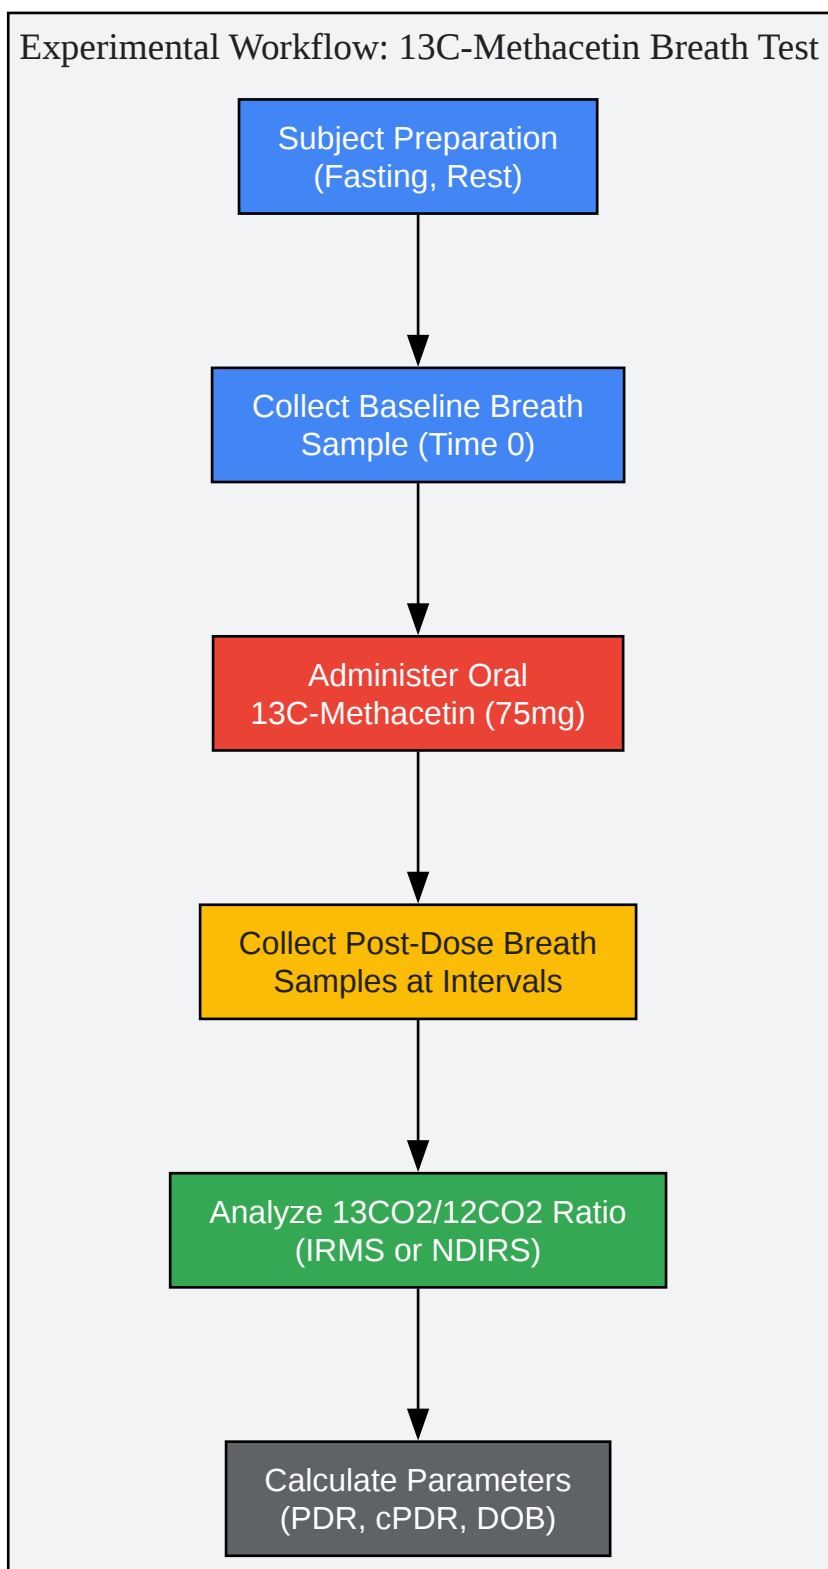 Experimental Workflow: 13C-Methacetin Breath Test
Subject Preparation
(Fasting, Rest)
Collect Baseline Breath
Sample (Time 0)
Administer Oral
13C-Methacetin (75mg)
Collect Post-Dose Breath
Samples at Intervals
Analyze 13CO2/12CO2 Ratio
(IRMS or NDIRS)
Calculate Parameters
(PDR, cPDR, DOB)